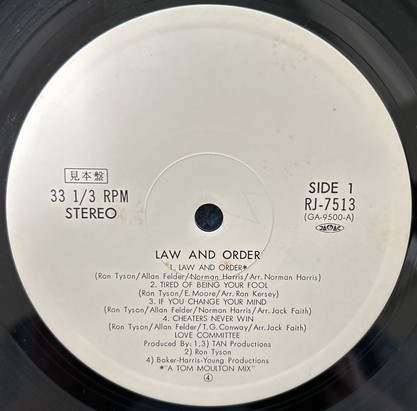 見本盤
33 1/3 RPM
STEREO
SIDE 1
RJ-7513
(GA-9500-A)
LAW AND ORDER
1. LAW AND ORDER*
(Ron Tyson/Allan Felder/Norman Harris/Arr. Norman Harris)
2. TIRED OF BEING YOUR FOOL
(Ron Tyson/E. Moore/Arr. Ron Kersey)
3. IF YOU CHANGE YOUR MIND
(Ron Tyson/Allan Felder/Norman Harris/Arr. Jack Faith)
4. CHEATERS NEVER WIN
(Ron Tyson/Allan Felder/T.G. Conway/Arr. Jack Faith)
LOVE COMMITTEE
Produced By: 1.3) TAN Productions
2) Ron Tyson
4) Baker-Harris-Young Productions
*"A TOM MOULTON MIX"
④